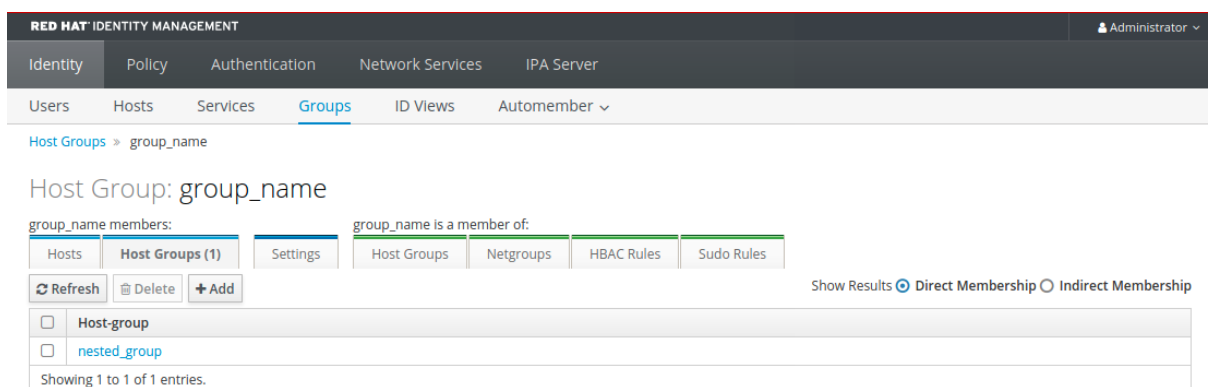 RED HAT IDENTITY MANAGEMENT Administrator
Identity Policy Authentication Network Services IPA Server
Users Hosts Services Groups ID Views Automember
Host Groups » group_name
Host Group: group_name
group_name members: group_name is a member of:
Hosts Host Groups (1) Settings Host Groups Netgroups HBAC Rules Sudo Rules
Refresh Delete + Add Show Results Direct Membership Indirect Membership
Host-group
nested_group
Showing 1 to 1 of 1 entries.